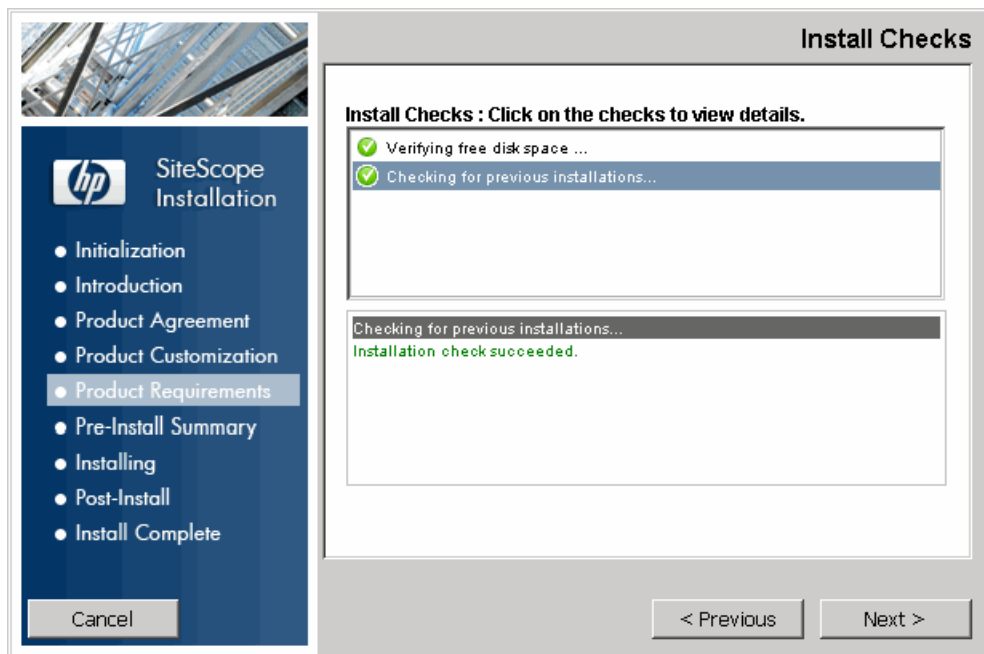 Install Checks
hp
SiteScope
Installation
Initialization
Introduction
Product Agreement
Product Customization
Product Requirements
Pre-Install Summary
Installing
Post-Install
Install Complete
Install Checks : Click on the checks to view details.
Verifying free disk space ...
Checking for previous installations...
Checking for previous installations...
Installation check succeeded.
Cancel
< Previous
Next >